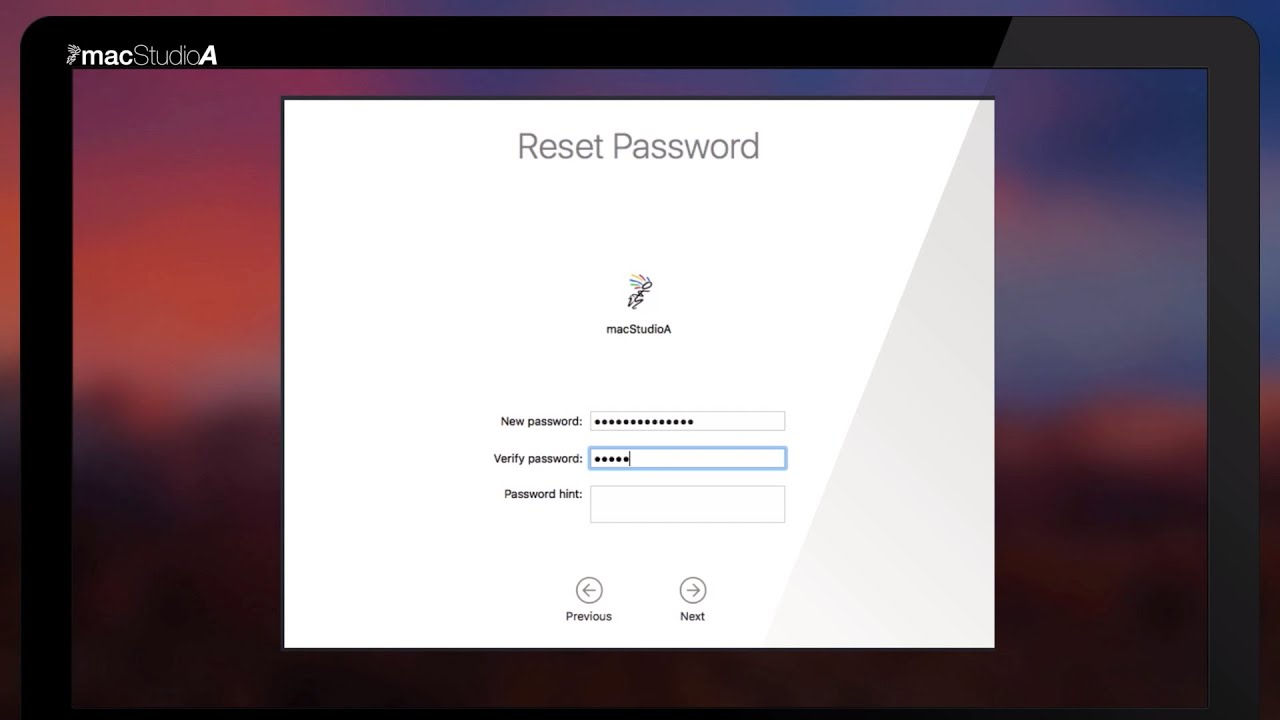 macStudioA
Reset Password
macStudioA
New password: ••••••••••••••
Verify password: •••••
Password hint:
Previous Next